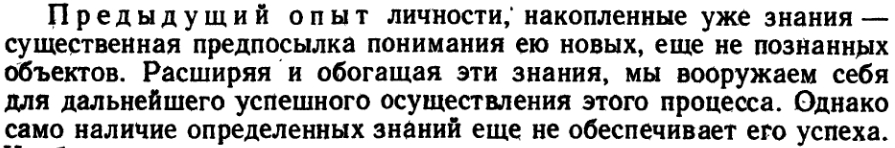 Предыдущий опыт личности, накопленные уже знания —
существенная предпосылка понимания ею новых, еще не познанных
объектов. Расширяя и обогащая эти знания, мы вооружаем себя
для дальнейшего успешного осуществления этого процесса. Однако
само наличие определенных знаний еще не обеспечивает его успеха.